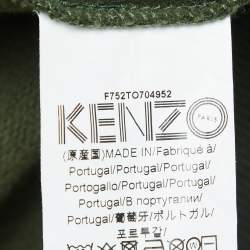 F752TO704952
KENZO
PARIS
(原産国)MADE IN/Fabriqué à/
Portugal/Portugal/Portugal/
Portogallo/Portugal/Portugal/
Portugal/В португалии/
Portugal/葡萄牙/ポルトガル/
포르투갈/